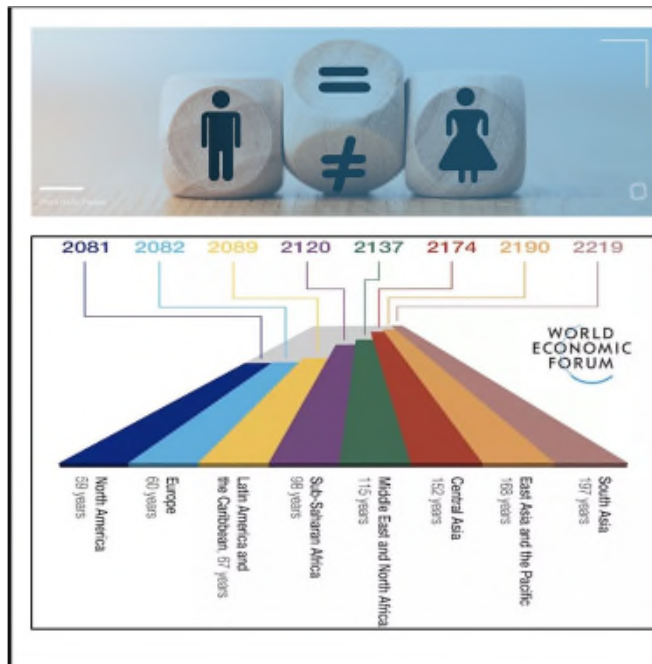 =
≠
2081 2082 2089 2120 2137 2174 2190 2219
WORLD
ECONOMIC
FORUM
North America
59 years
Europe
60 years
Latin America and
the Caribbean, 67 years
Sub-Saharan Africa
98 years
Middle East and North Africa
115 years
Central Asia
152 years
East Asia and the Pacific
168 years
South Asia
197 years